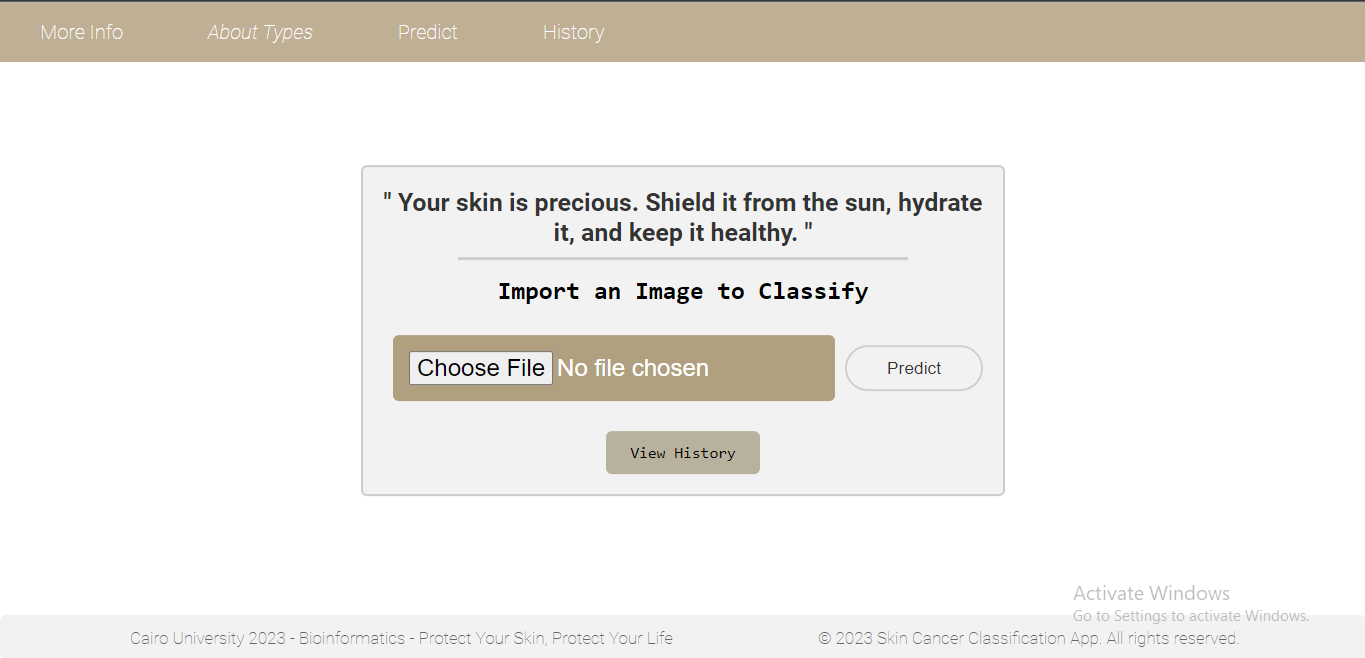 More Info About Types Predict History
" Your skin is precious. Shield it from the sun, hydrate
it, and keep it healthy. "
Import an Image to Classify
Choose File No file chosen Predict
View History
Activate Windows
Go to Settings to activate Windows.
Cairo University 2023 - Bioinformatics - Protect Your Skin, Protect Your Life © 2023 Skin Cancer Classification App. All rights reserved.